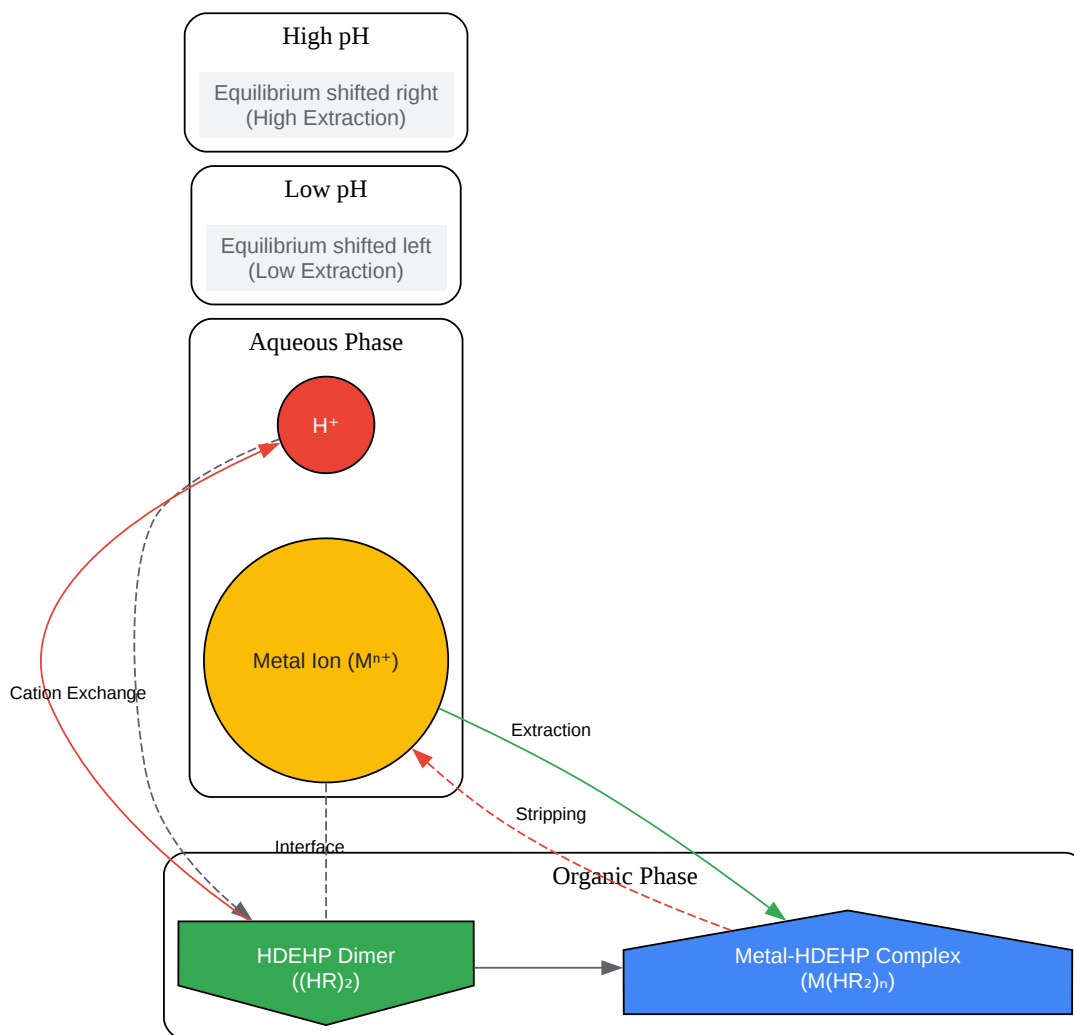 High pH
Equilibrium shifted right
(High Extraction)
Low pH
Equilibrium shifted left
(Low Extraction)
Aqueous Phase
H⁺
Metal Ion (Mⁿ⁺)
Cation Exchange
Extraction
Stripping
Interface
Organic Phase
HDEHP Dimer
((HR)₂)
Metal-HDEHP Complex
(M(HR₂)ₙ)